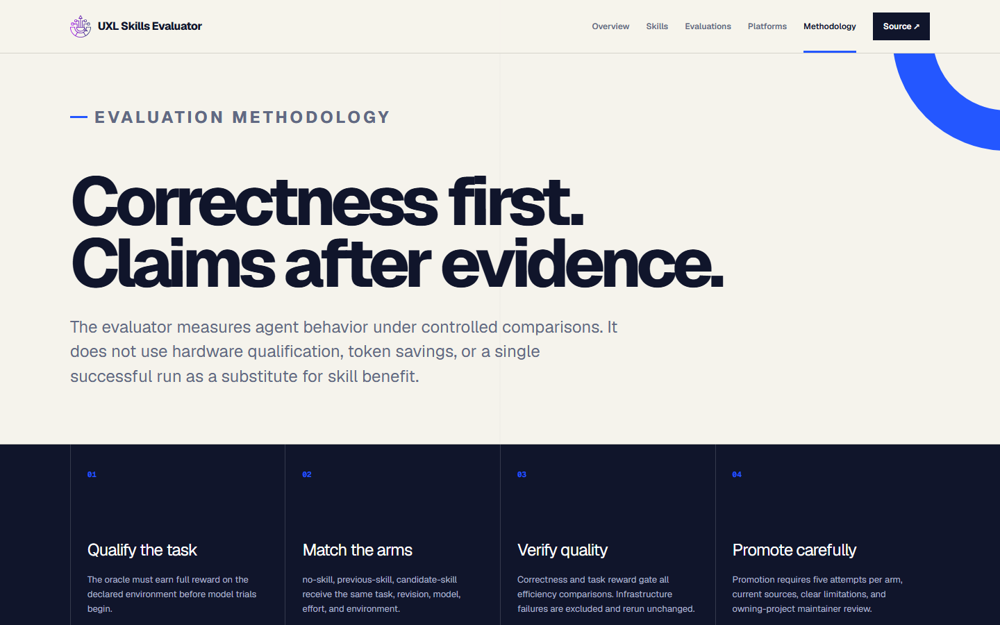 UXL Skills Evaluator
Overview
Skills
Evaluations
Platforms
Methodology
Source ↗
EVALUATION METHODOLOGY
Correctness first.
Claims after evidence.
The evaluator measures agent behavior under controlled comparisons. It
does not use hardware qualification, token savings, or a single
successful run as a substitute for skill benefit.
01
Qualify the task
The oracle must earn full reward on the
declared environment before model trials
begin.
02
Match the arms
no-skill, previous-skill, candidate-skill
receive the same task, revision, model,
effort, and environment.
03
Verify quality
Correctness and task reward gate all
efficiency comparisons. Infrastructure
failures are excluded and rerun unchanged.
04
Promote carefully
Promotion requires five attempts per arm,
current sources, clear limitations, and
owning-project maintainer review.